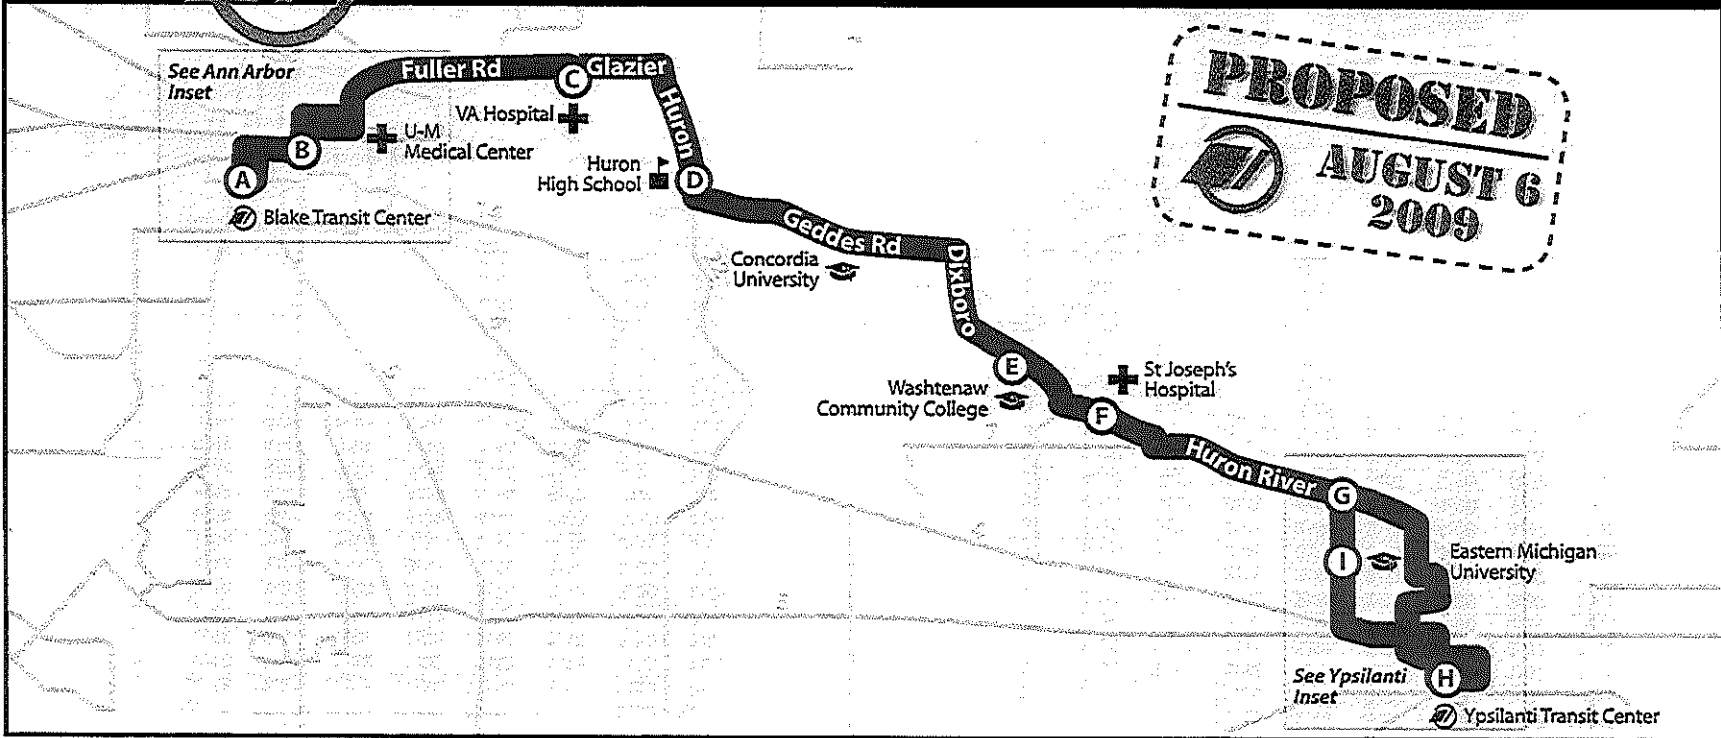 See Ann Arbor
Inset
Fuller Rd
C
Glazier
VA Hospital
U-M
Medical Center
B
A
Blake Transit Center
Huron
Huron
High School
D
Geddes Rd
Concordia
University
Dixboro
E
Washtenaw
Community College
St Joseph's
Hospital
F
Huron River
G
I
Eastern Michigan
University
See Ypsilanti
Inset
H
Ypsilanti Transit Center
PROPOSED
AUGUST 6
2009